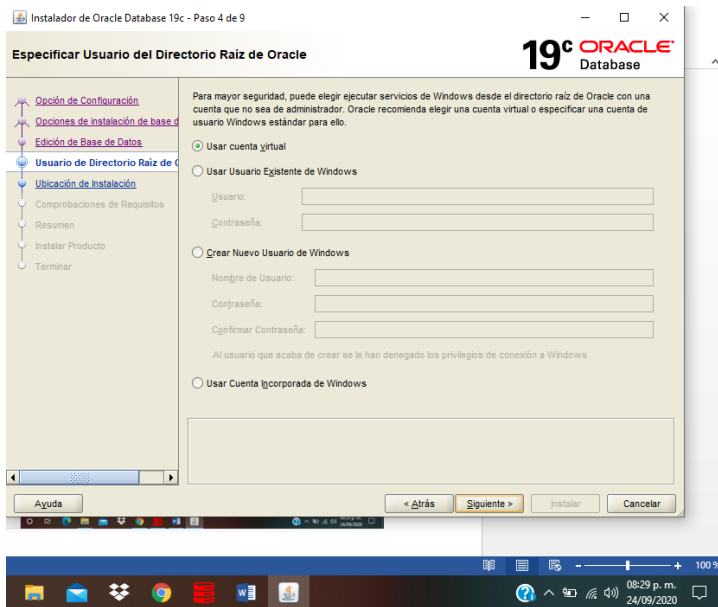 Instalador de Oracle Database 19c - Paso 4 de 9
Especificar Usuario del Directorio Raíz de Oracle
19c ORACLE
Database
Opción de Configuración
Opciones de instalación de base d
Edición de Base de Datos
Usuario de Directorio Raíz de O
Ubicación de Instalación
Comprobaciones de Requisitos
Resumen
Instalar Producto
Terminar
Para mayor seguridad, puede elegir ejecutar servicios de Windows desde el directorio raíz de Oracle con una
cuenta que no sea de administrador. Oracle recomienda elegir una cuenta virtual o especificar una cuenta de
usuario Windows estándar para ello.
Usar cuenta virtual
Usar Usuario Existente de Windows
Usuario:
Contraseña:
Crear Nuevo Usuario de Windows
Nombre de Usuario:
Contraseña:
Confirmar Contraseña:
Al usuario que acaba de crear se le han denegado los privilegios de conexión a Windows
Usar Cuenta Incorporada de Windows
Ayuda
< Atrás
Siguiente >
Instalar
Cancelar
100 %
08:29 p. m.
24/09/2020